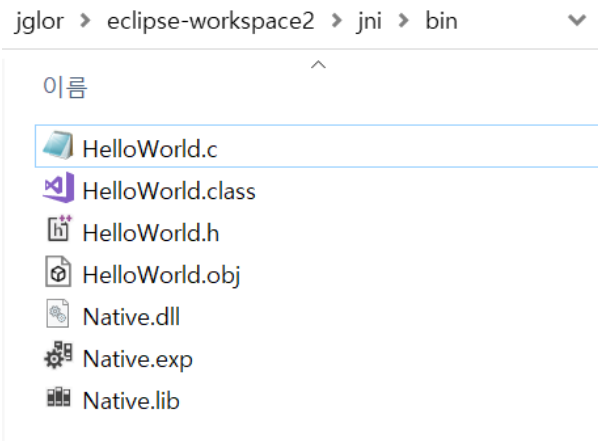 jglor > eclipse-workspace2 > jni > bin
이름
HelloWorld.c
HelloWorld.class
HelloWorld.h
HelloWorld.obj
Native.dll
Native.exp
Native.lib